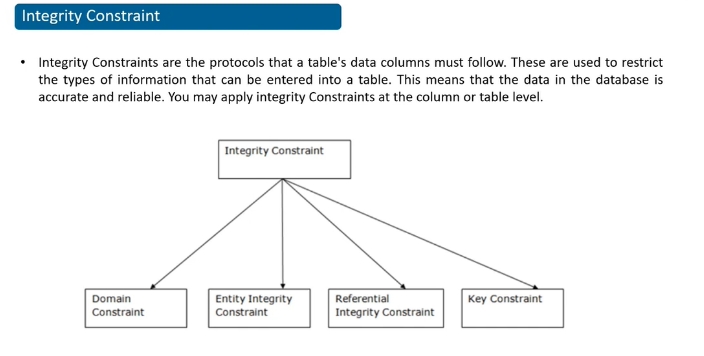 Integrity Constraint
• Integrity Constraints are the protocols that a table's data columns must follow. These are used to restrict
the types of information that can be entered into a table. This means that the data in the database is
accurate and reliable. You may apply integrity Constraints at the column or table level.
Integrity Constraint
Domain
Constraint
Entity Integrity
Constraint
Referential
Integrity Constraint
Key Constraint